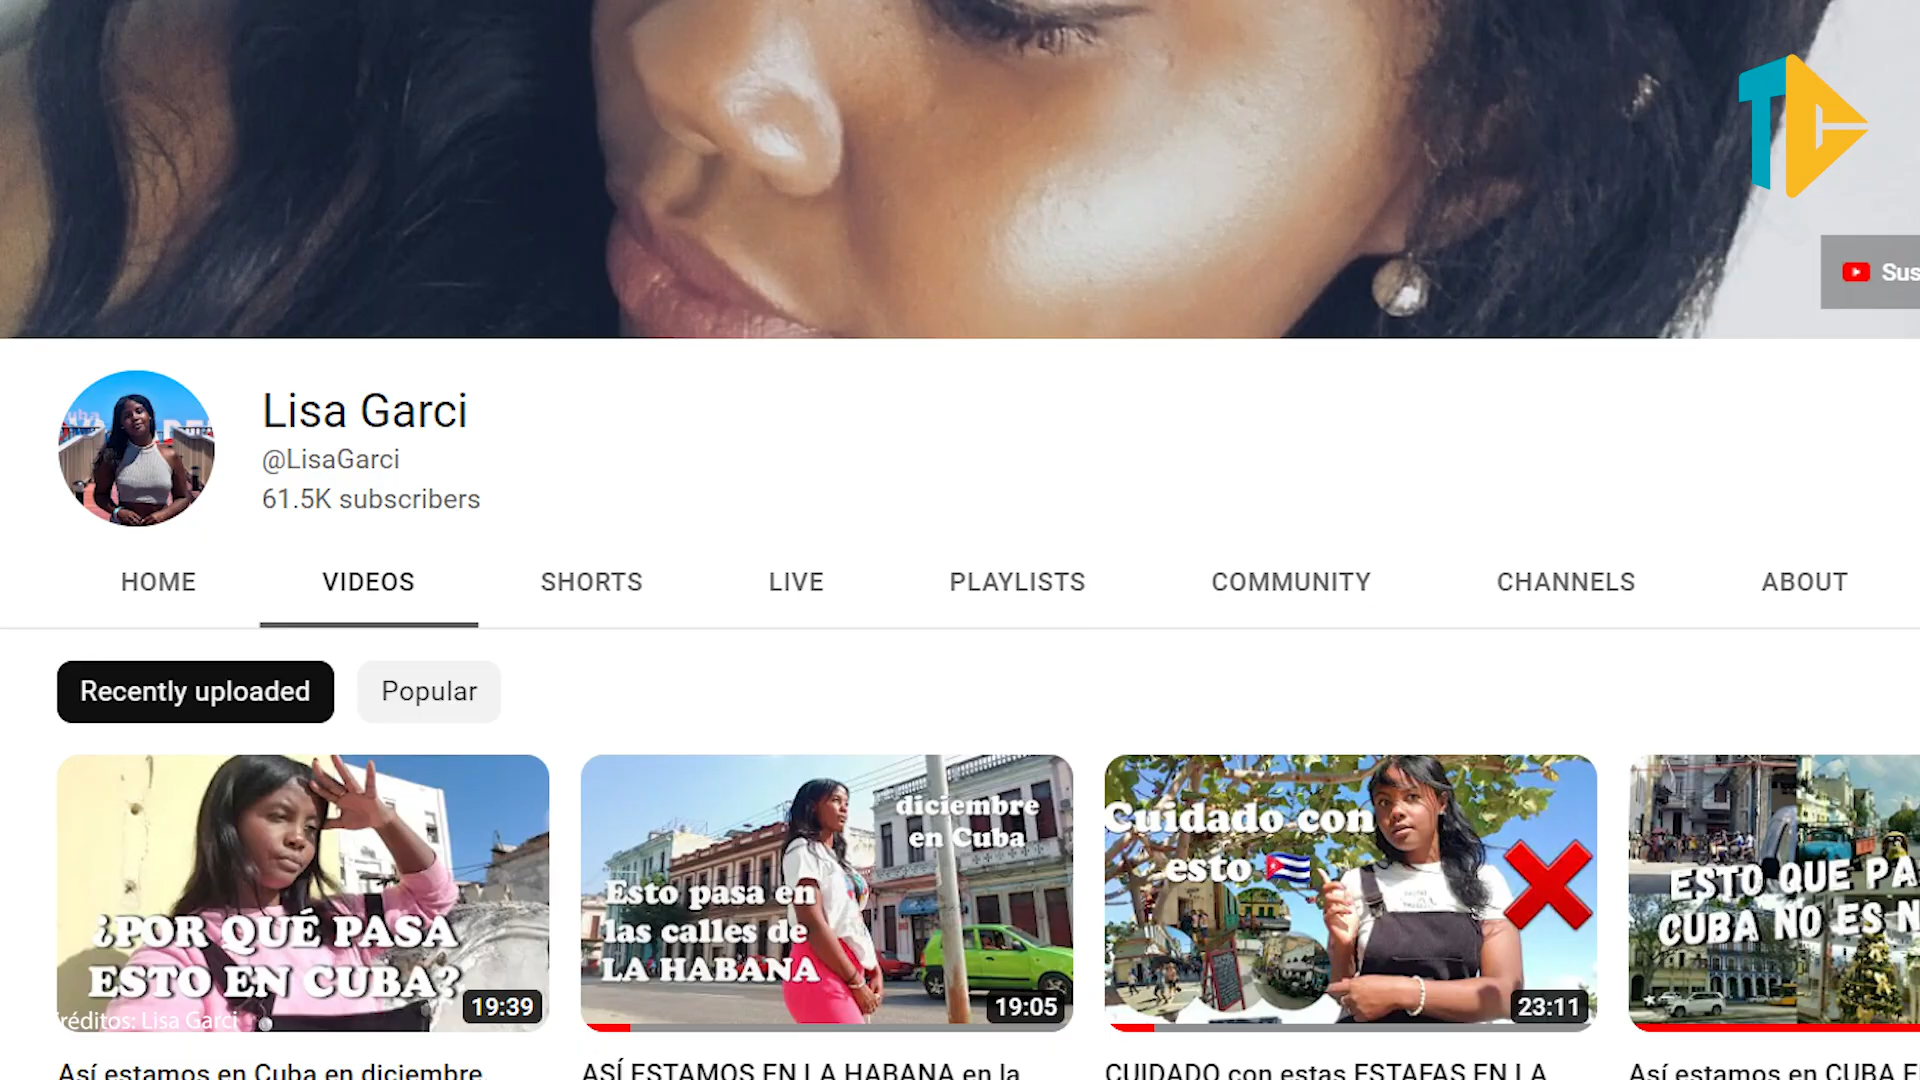 Sus
Lisa Garci
@LisaGarci
61.5K subscribers
HOME
VIDEOS
SHORTS
LIVE
PLAYLISTS
COMMUNITY
CHANNELS
ABOUT
Recently uploaded
Popular
¿POR QUÉ PASA
ESTO EN CUBA?
19:39
réditos: Lisa Garci
diciembre
en Cuba
Esto pasa en
las calles de
LA HABANA
19:05
Cuidado con
esto
23:11
ESTO QUE PA
CUBA NO ES N
Así estamos en Cuba en diciembre.
ASÍ ESTAMOS EN LA HABANA en la
CUIDADO con estas ESTAFAS EN LA
Así estamos en CUBA F